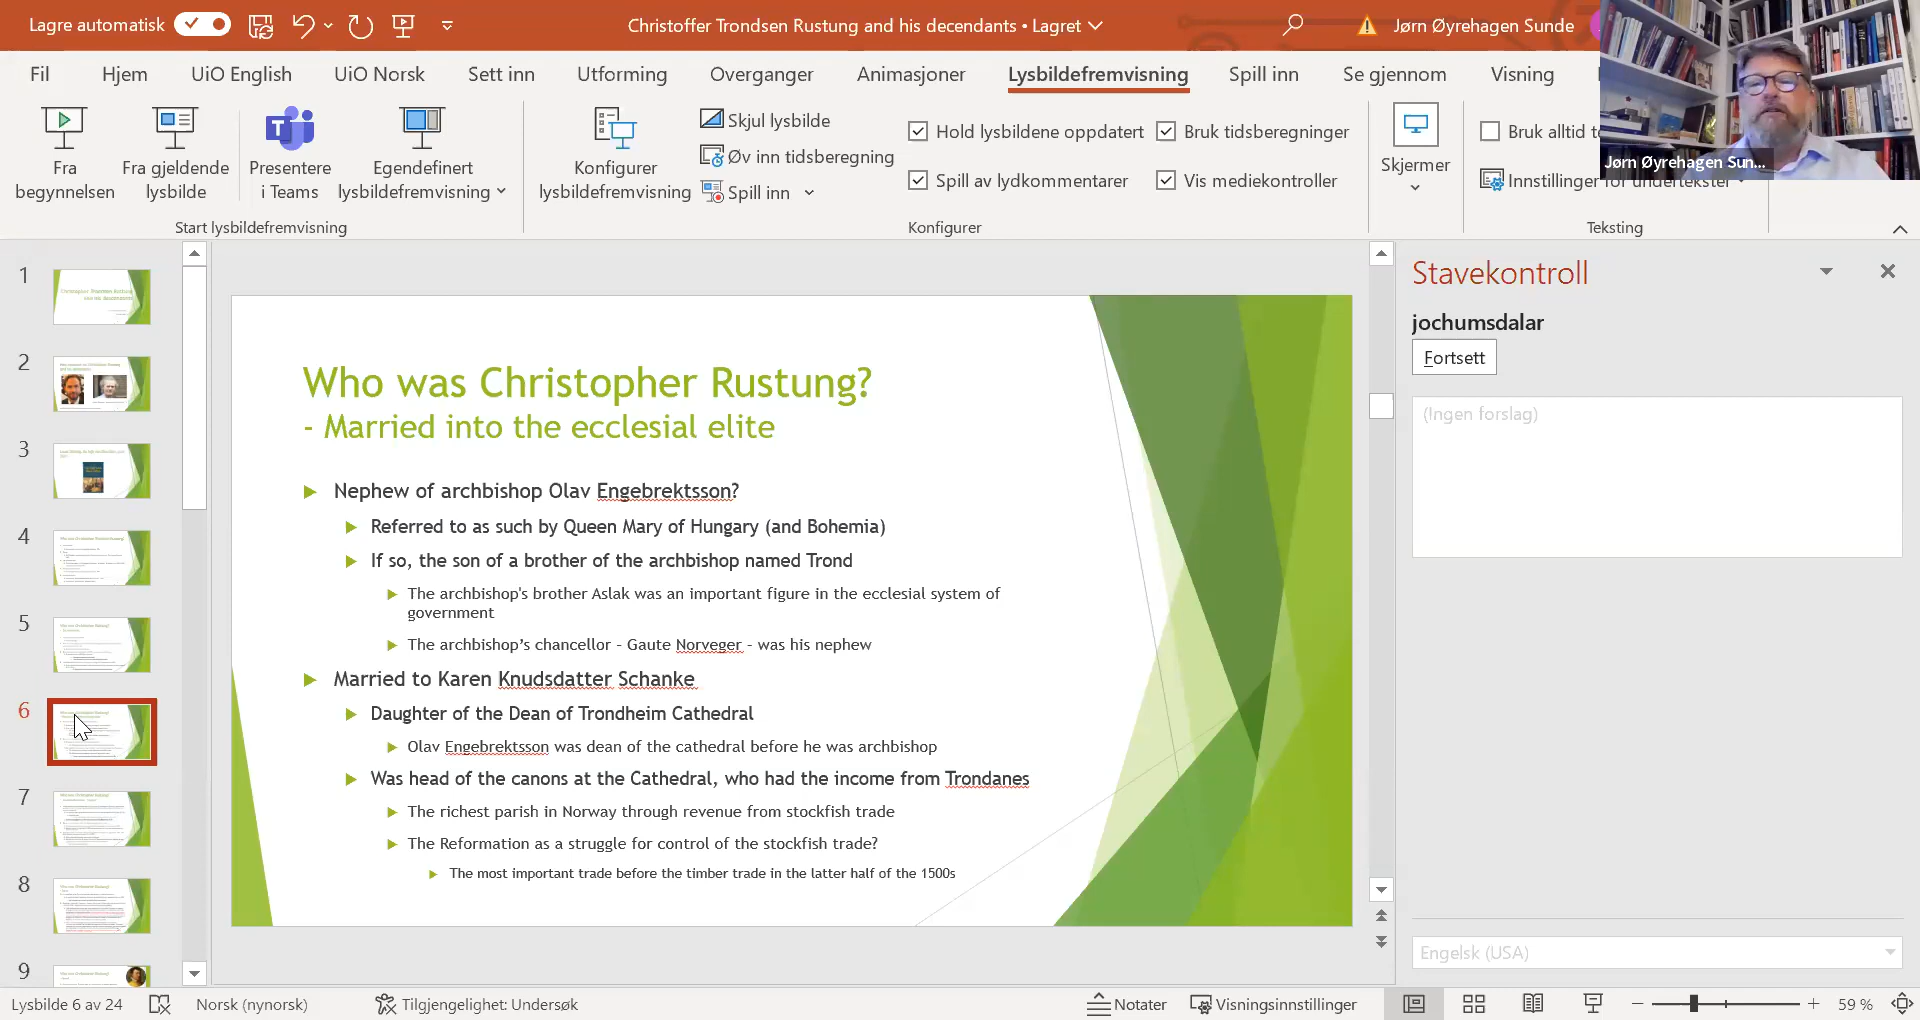 Lagre automatisk
Christoffer Trondsen Rustung and his decendants • Lagret
Jørn Øyrehagen Sunde
Fil Hjem UiO English UiO Norsk Sett inn Utforming Overganger Animasjoner Lysbildefremvisning Spill inn Se gjennom Visning
Fra begynnelsen
Fra gjeldende lysbilde
Presentere i Teams
Egendefinert lysbildefremvisning
Start lysbildefremvisning
Konfigurer lysbildefremvisning
Skjul lysbilde
Øv inn tidsberegning
Spill inn
Hold lysbildene oppdatert
Bruk tidsberegninger
Spill av lydkommentarer
Vis mediekontroller
Konfigurer
Skjermer
Bruk alltid
Innstillinger for undertekster
Teksting
Jørn Øyrehagen Sun...
1
2
3
4
5
6
7
8
9
Who was Christopher Rustung?
- Married into the ecclesial elite
Nephew of archbishop Olav Engebrektsson?
Referred to as such by Queen Mary of Hungary (and Bohemia)
If so, the son of a brother of the archbishop named Trond
The archbishop's brother Aslak was an important figure in the ecclesial system of
government
The archbishop’s chancellor - Gaute Norveger - was his nephew
Married to Karen Knudsdatter Schanke
Daughter of the Dean of Trondheim Cathedral
Olav Engebrektsson was dean of the cathedral before he was archbishop
Was head of the canons at the Cathedral, who had the income from Trondanes
The richest parish in Norway through revenue from stockfish trade
The Reformation as a struggle for control of the stockfish trade?
The most important trade before the timber trade in the latter half of the 1500s
Stavekontroll
jochumsdalar
Fortsett
(Ingen forslag)
Engelsk (USA)
Lysbilde 6 av 24
Norsk (nynorsk)
Tilgjengelighet: Undersøk
Notater
Visningsinnstillinger
59 %